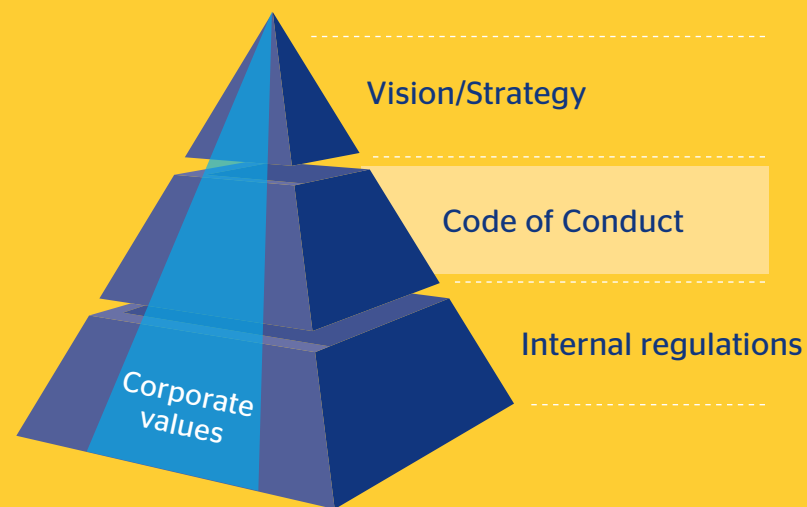 Vision/Strategy
Code of Conduct
Internal regulations
Corporate
values